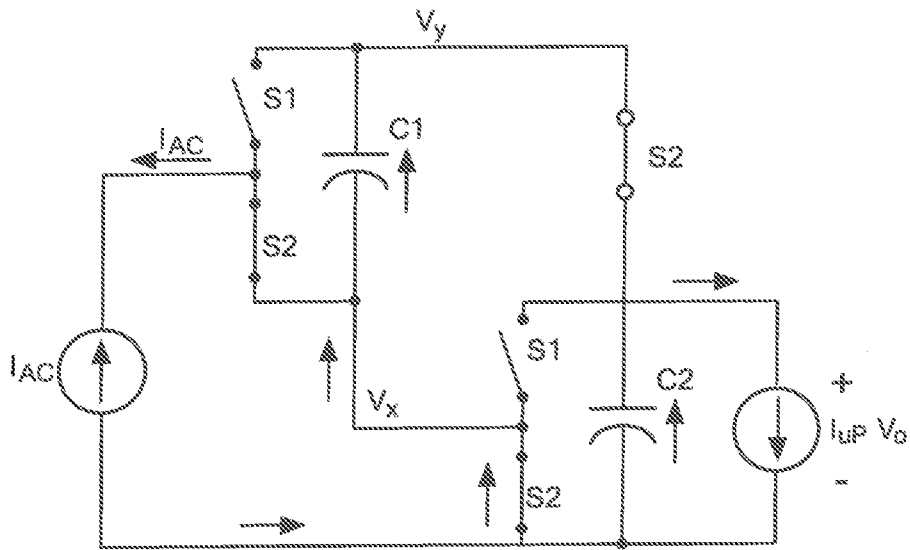 Vy
S1
C1
IAC
S2
S2
S1
IAC
C2
+
Vx
IuP Vo
-
S2